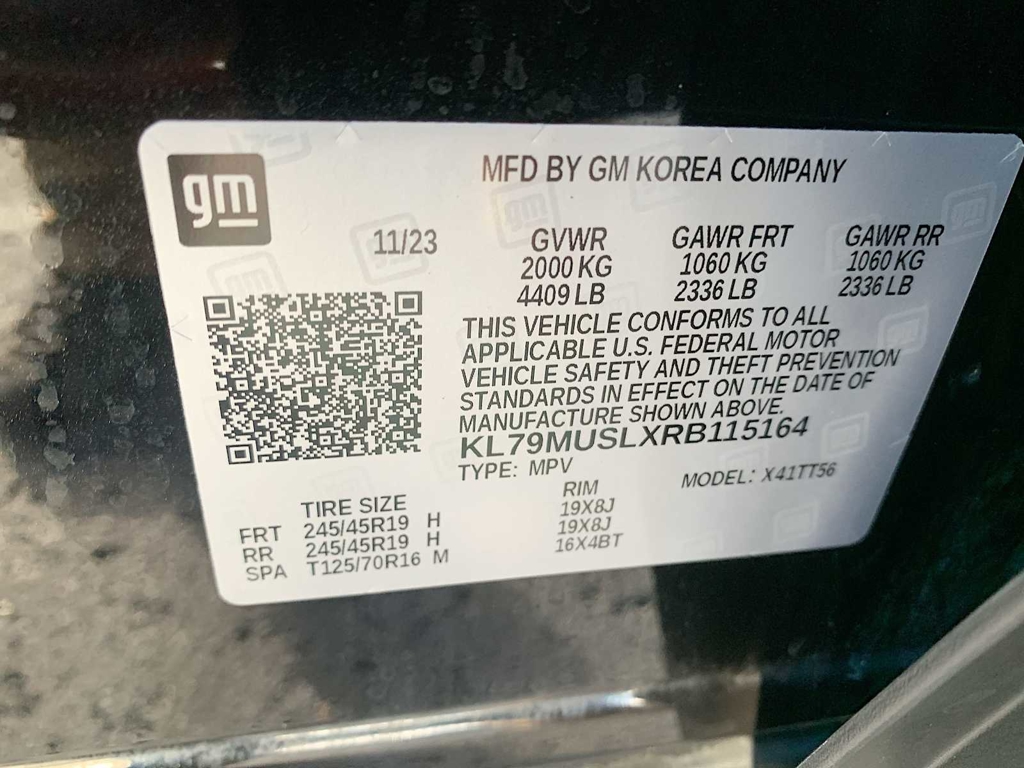 gm
MFD BY GM KOREA COMPANY
11/23 GVWR GAWR FRT GAWR RR
2000 KG 1060 KG 1060 KG
4409 LB 2336 LB 2336 LB
THIS VEHICLE CONFORMS TO ALL
APPLICABLE U.S. FEDERAL MOTOR
VEHICLE SAFETY AND THEFT PREVENTION
STANDARDS IN EFFECT ON THE DATE OF
MANUFACTURE SHOWN ABOVE.
KL79MUSLXRB115164
TYPE: MPV MODEL: X41TT56
TIRE SIZE RIM
FRT 245/45R19 H 19X8J
RR 245/45R19 H 19X8J
SPA T125/70R16 M 16X4BT